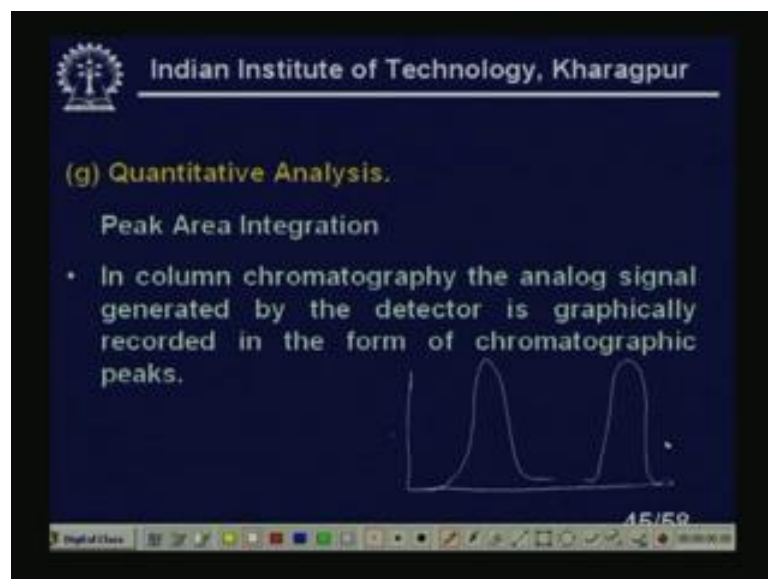 Indian Institute of Technology, Kharagpur
(g) Quantitative Analysis.
Peak Area Integration
• In column chromatography the analog signal
generated by the detector is graphically
recorded in the form of chromatographic
peaks.
45/58